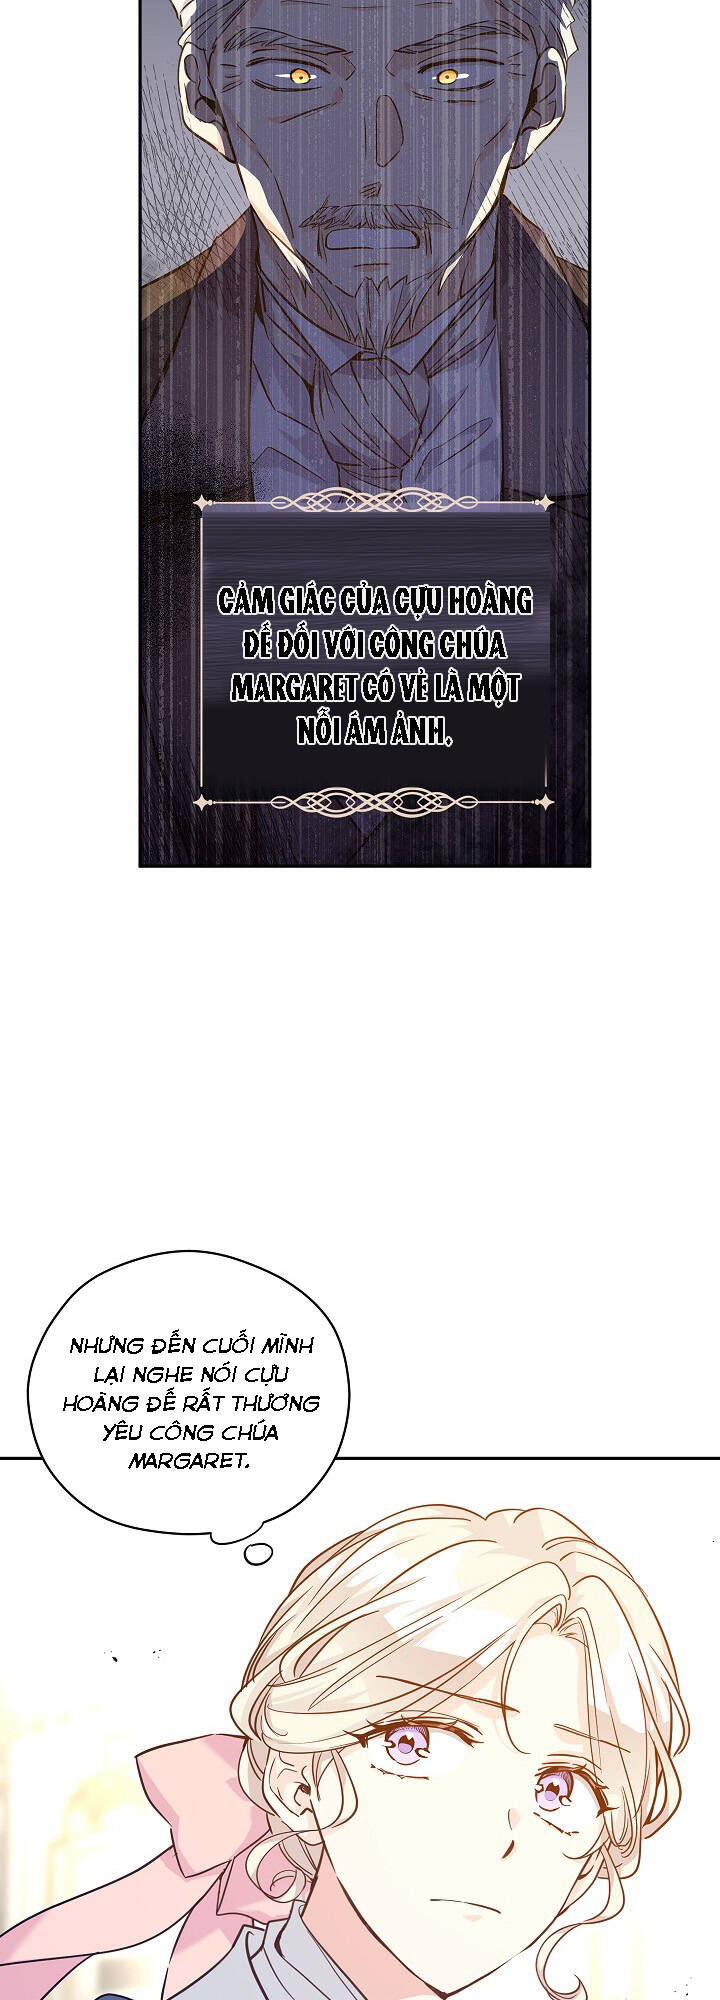 CẢM GIÁC CỦA CỰU HOÀNG
ĐẾ ĐỐI VỚI CÔNG CHÚA
MARGARET CÓ VẺ LÀ MỘT
NỖI ÁM ẢNH.
NHƯNG ĐẾN CUỐI MÌNH
LẠI NGHE NÓI CỰU
HOÀNG ĐẾ RẤT THƯƠNG
YÊU CÔNG CHÚA
MARGARET.